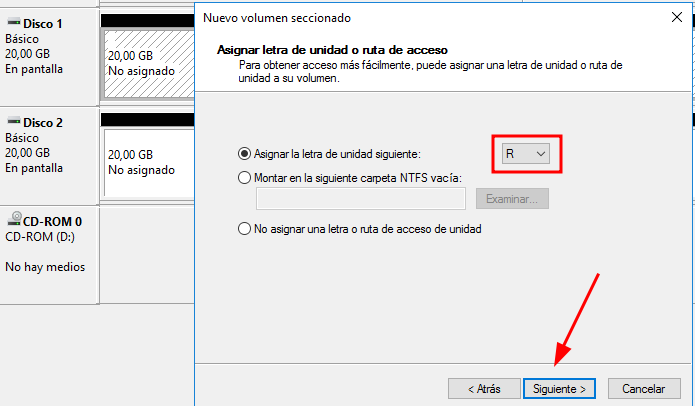 Disco 1
Básico
20,00 GB
En pantalla
20,00 GB
No asignado
Disco 2
Básico
20,00 GB
En pantalla
20,00 GB
No asignado
CD-ROM 0
CD-ROM (D:)
No hay medios
Nuevo volumen seccionado
Asignar letra de unidad o ruta de acceso
Para obtener acceso más fácilmente, puede asignar una letra de unidad o ruta de
unidad a su volumen.
Asignar la letra de unidad siguiente:
R
Montar en la siguiente carpeta NTFS vacía:
Examinar...
No asignar una letra o ruta de acceso de unidad
< Atrás
Siguiente >
Cancelar